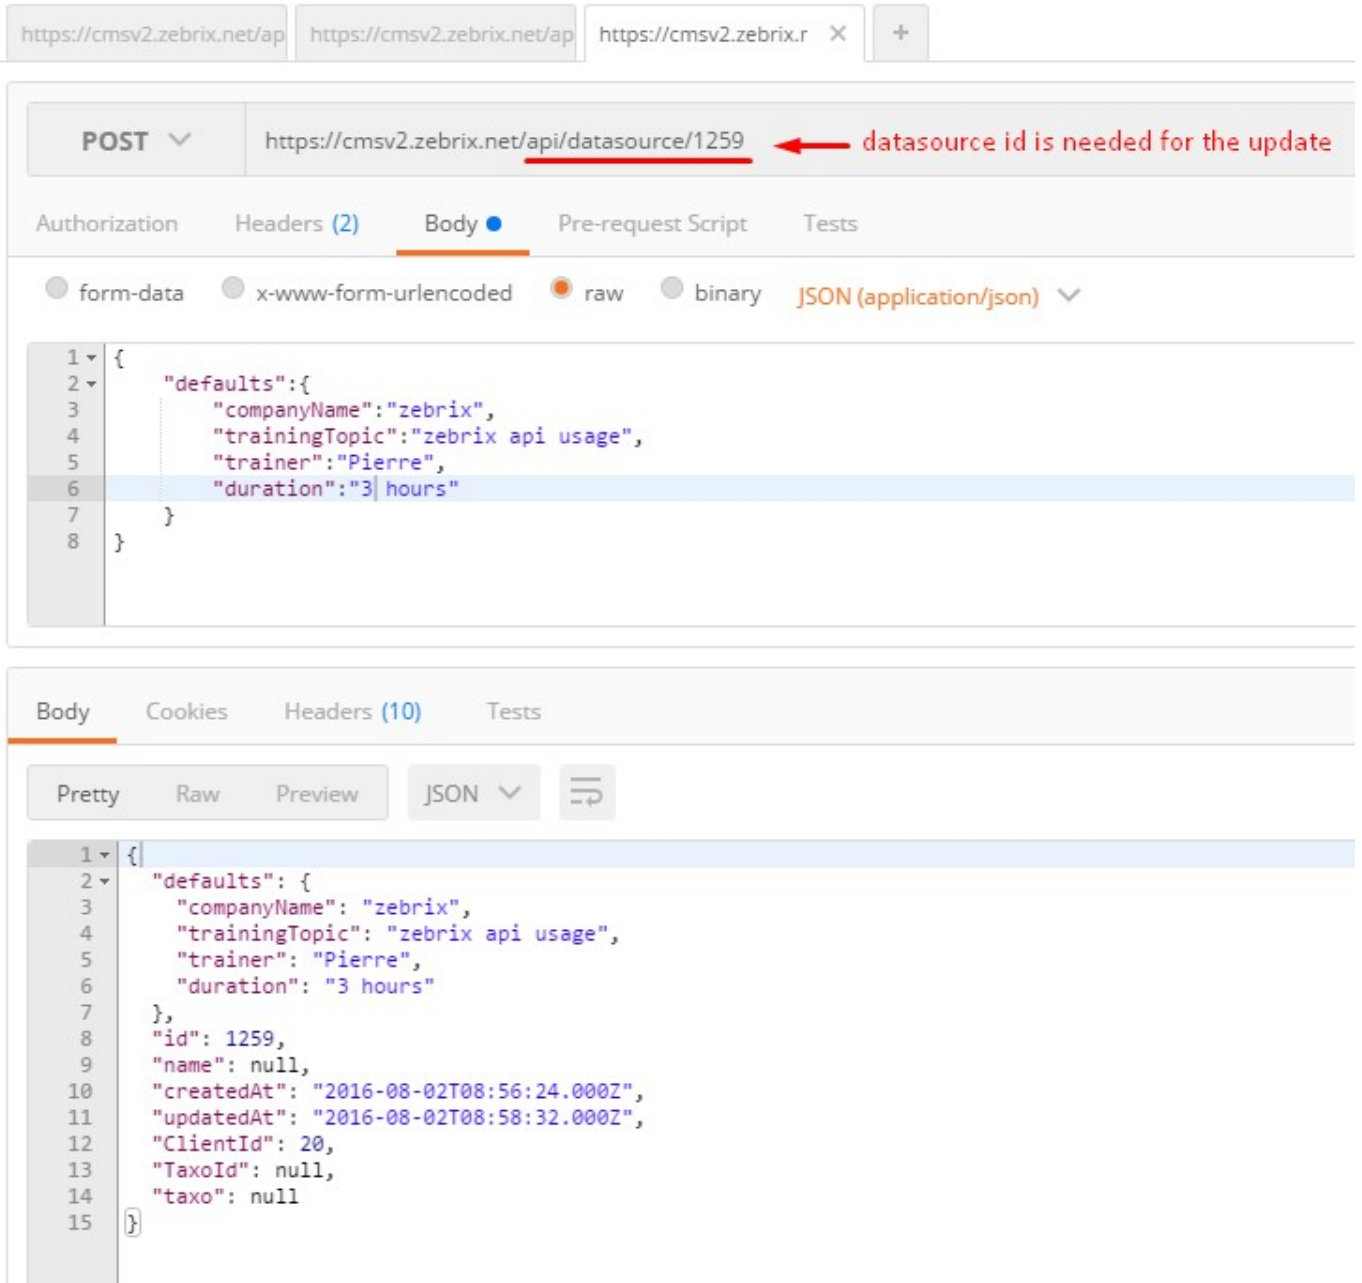 https://cmsv2.zebrix.net/ap https://cmsv2.zebrix.net/ap https://cmsv2.zebrix.r × +
POST https://cmsv2.zebrix.net/api/datasource/1259 datasource id is needed for the update
Authorization Headers (2) Body Pre-request Script Tests
form-data x-www-form-urlencoded raw binary JSON (application/json)
1 {
2 "defaults":{
3 "companyName":"zebrix",
4 "trainingTopic":"zebrix api usage",
5 "trainer":"Pierre",
6 "duration":"3 hours"
7 }
8 }
Body Cookies Headers (10) Tests
Pretty Raw Preview JSON
1 {
2 "defaults": {
3 "companyName": "zebrix",
4 "trainingTopic": "zebrix api usage",
5 "trainer": "Pierre",
6 "duration": "3 hours"
7 },
8 "id": 1259,
9 "name": null,
10 "createdAt": "2016-08-02T08:56:24.000Z",
11 "updatedAt": "2016-08-02T08:58:32.000Z",
12 "ClientId": 20,
13 "TaxoId": null,
14 "taxo": null
15 }